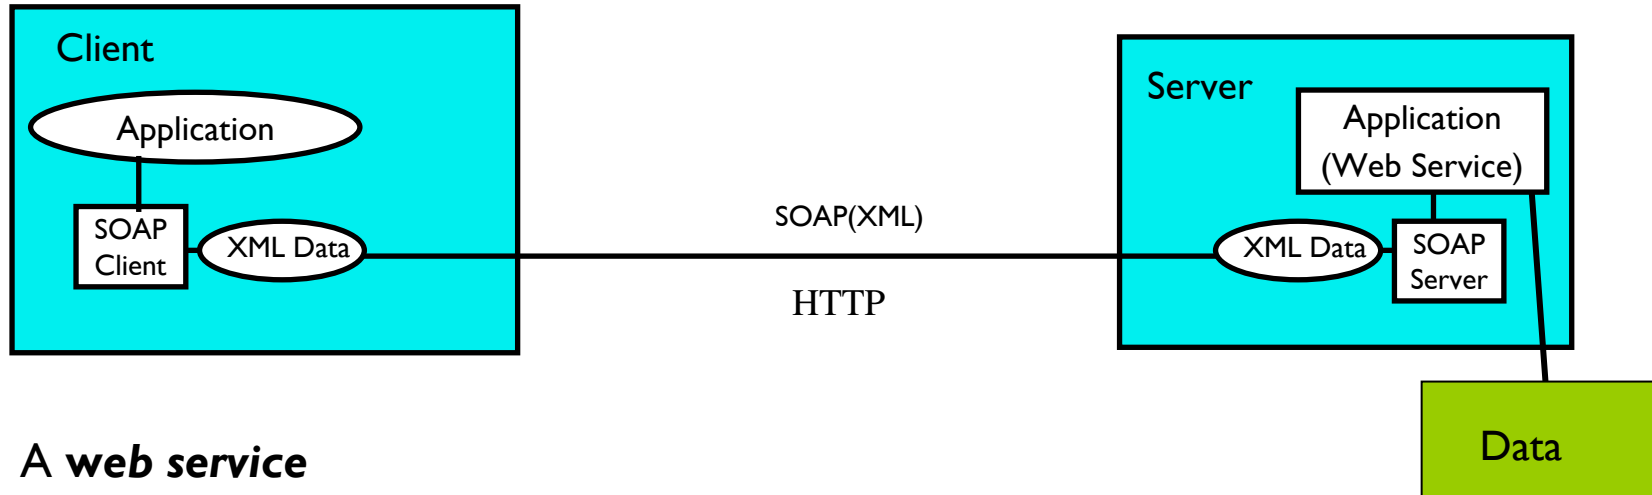 Client
Application
SOAP
Client
XML Data
SOAP(XML)
HTTP
Server
Application
(Web Service)
XML Data
SOAP
Server
Data
A web service